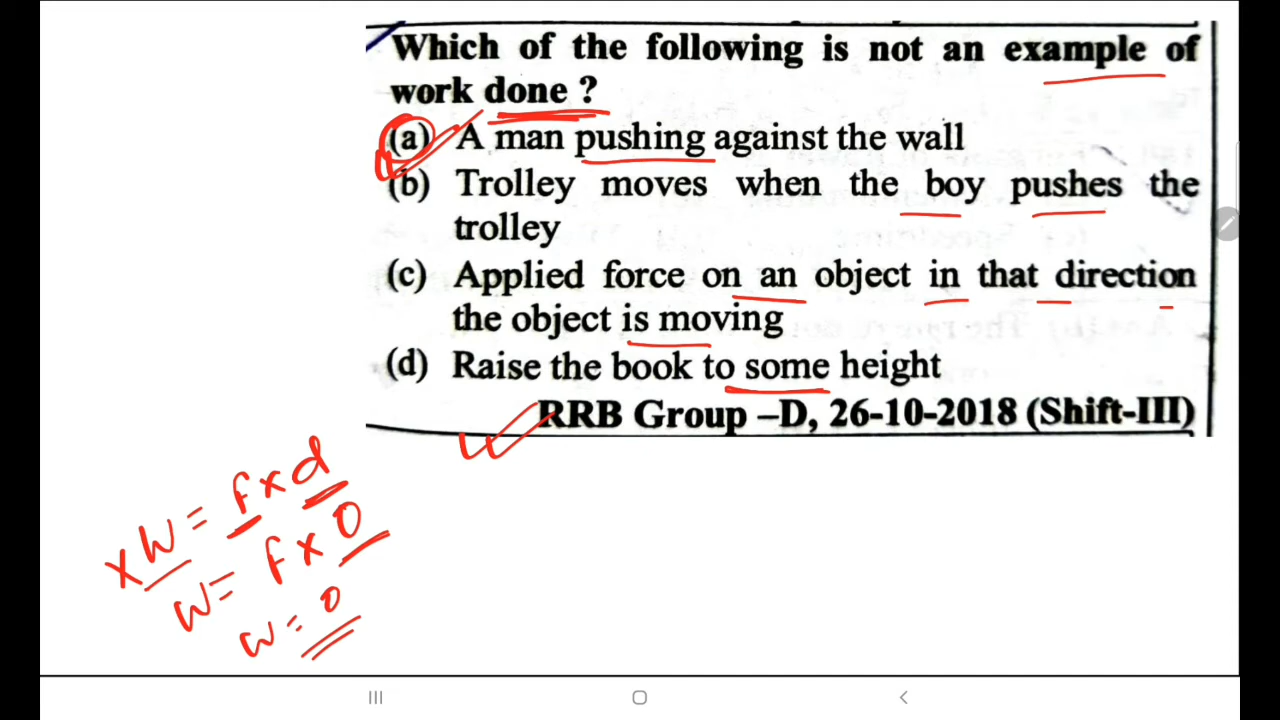 Which of the following is not an example of
work done ?
(a) A man pushing against the wall
(b) Trolley moves when the boy pushes the
trolley
(c) Applied force on an object in that direction
the object is moving
(d) Raise the book to some height
RRB Group –D, 26-10-2018 (Shift-III)
× W = f × d
W = f × 0
W = 0